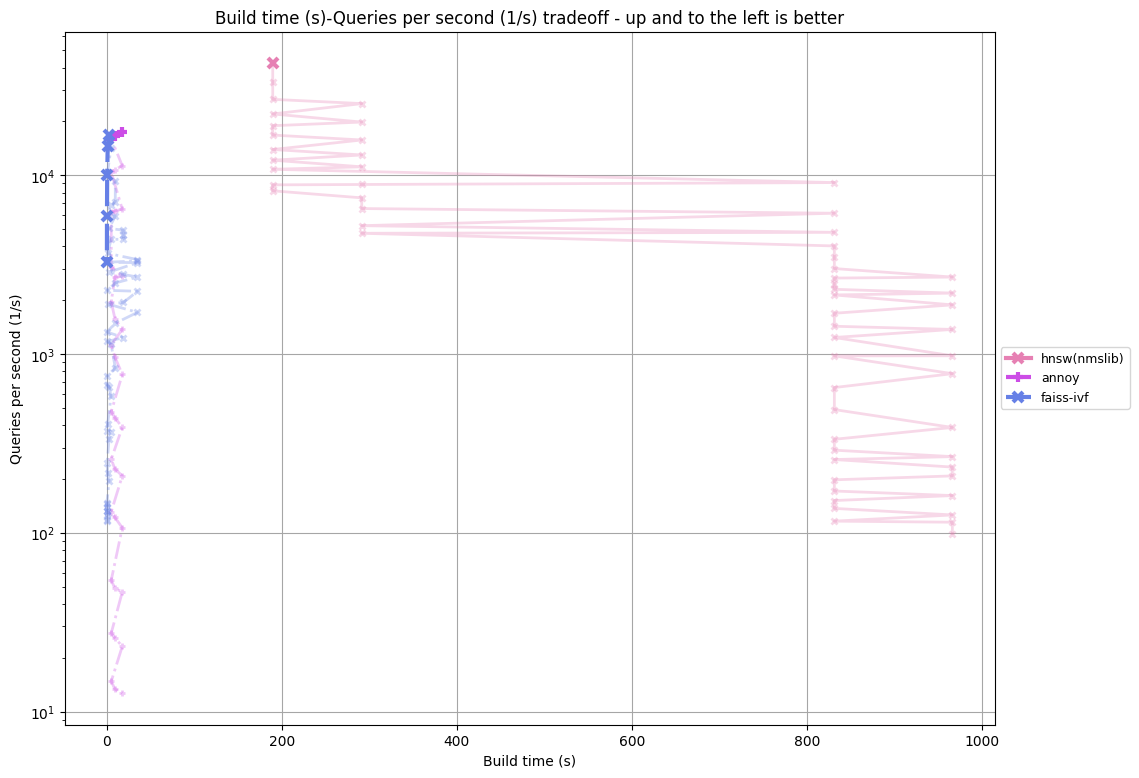 Build time (s)-Queries per second (1/s) tradeoff - up and to the left is better
Queries per second (1/s)
10^4
10^3
10^2
10^1
0 200 400 600 800 1000
Build time (s)
hnsw(nmslib)
annoy
faiss-ivf